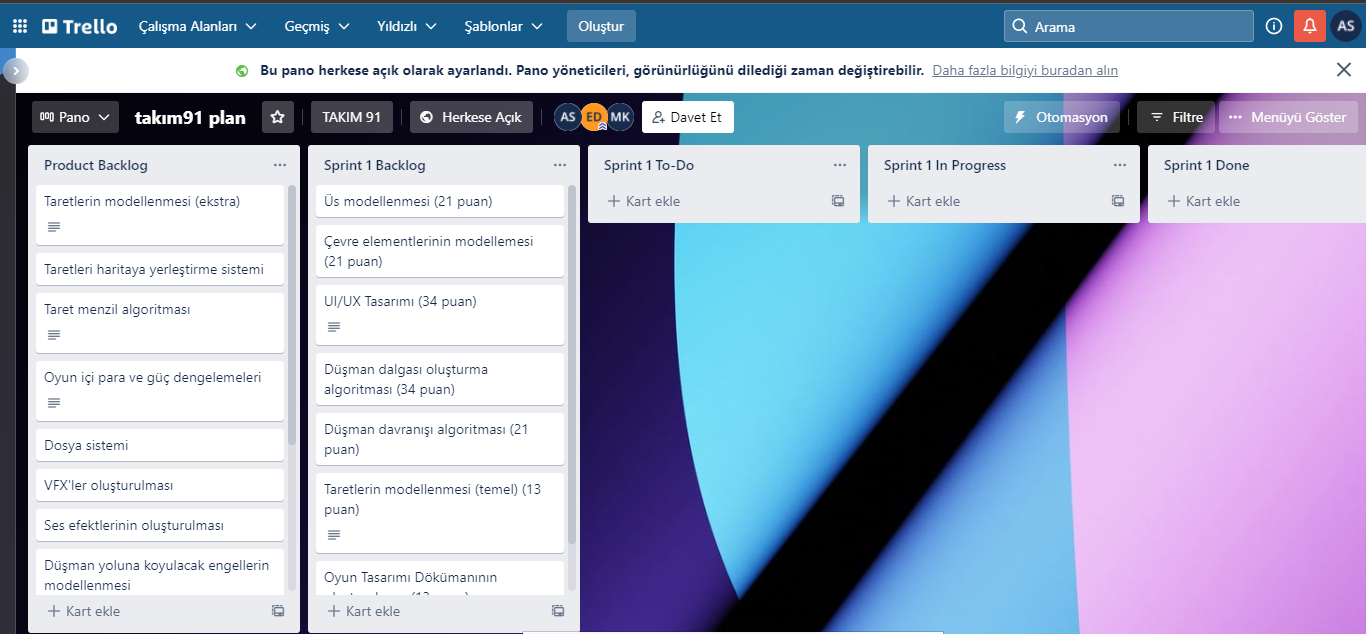 Trello Çalışma Alanları Geçmiş Yıldızlı Şablonlar Oluştur Arama AS
Bu pano herkese açık olarak ayarlandı. Pano yöneticileri, görünürlüğünü dilediği zaman değiştirebilir. Daha fazla bilgiyi buradan alın
Pano takım91 plan TAKIM 91 Herkese Açık AS ED MK Davet Et Otomasyon Filtre Menüyü Göster
Product Backlog
Taretlerin modellenmesi (ekstra)
Taretleri haritaya yerleştirme sistemi
Taret menzil algoritması
Oyun içi para ve güç dengelemeleri
Dosya sistemi
VFX'ler oluşturulması
Ses efektlerinin oluşturulması
Düşman yoluna koyulacak engellerin
modellenmesi
Kart ekle
Sprint 1 Backlog
Üs modellenmesi (21 puan)
Çevre elementlerinin modellemesi
(21 puan)
UI/UX Tasarımı (34 puan)
Düşman dalgası oluşturma
algoritması (34 puan)
Düşman davranışı algoritması (21
puan)
Taretlerin modellenmesi (temel) (13
puan)
Oyun Tasarımı Dökümanının
Kart ekle
Sprint 1 To-Do
Kart ekle
Sprint 1 In Progress
Kart ekle
Sprint 1 Done
Kart ekle